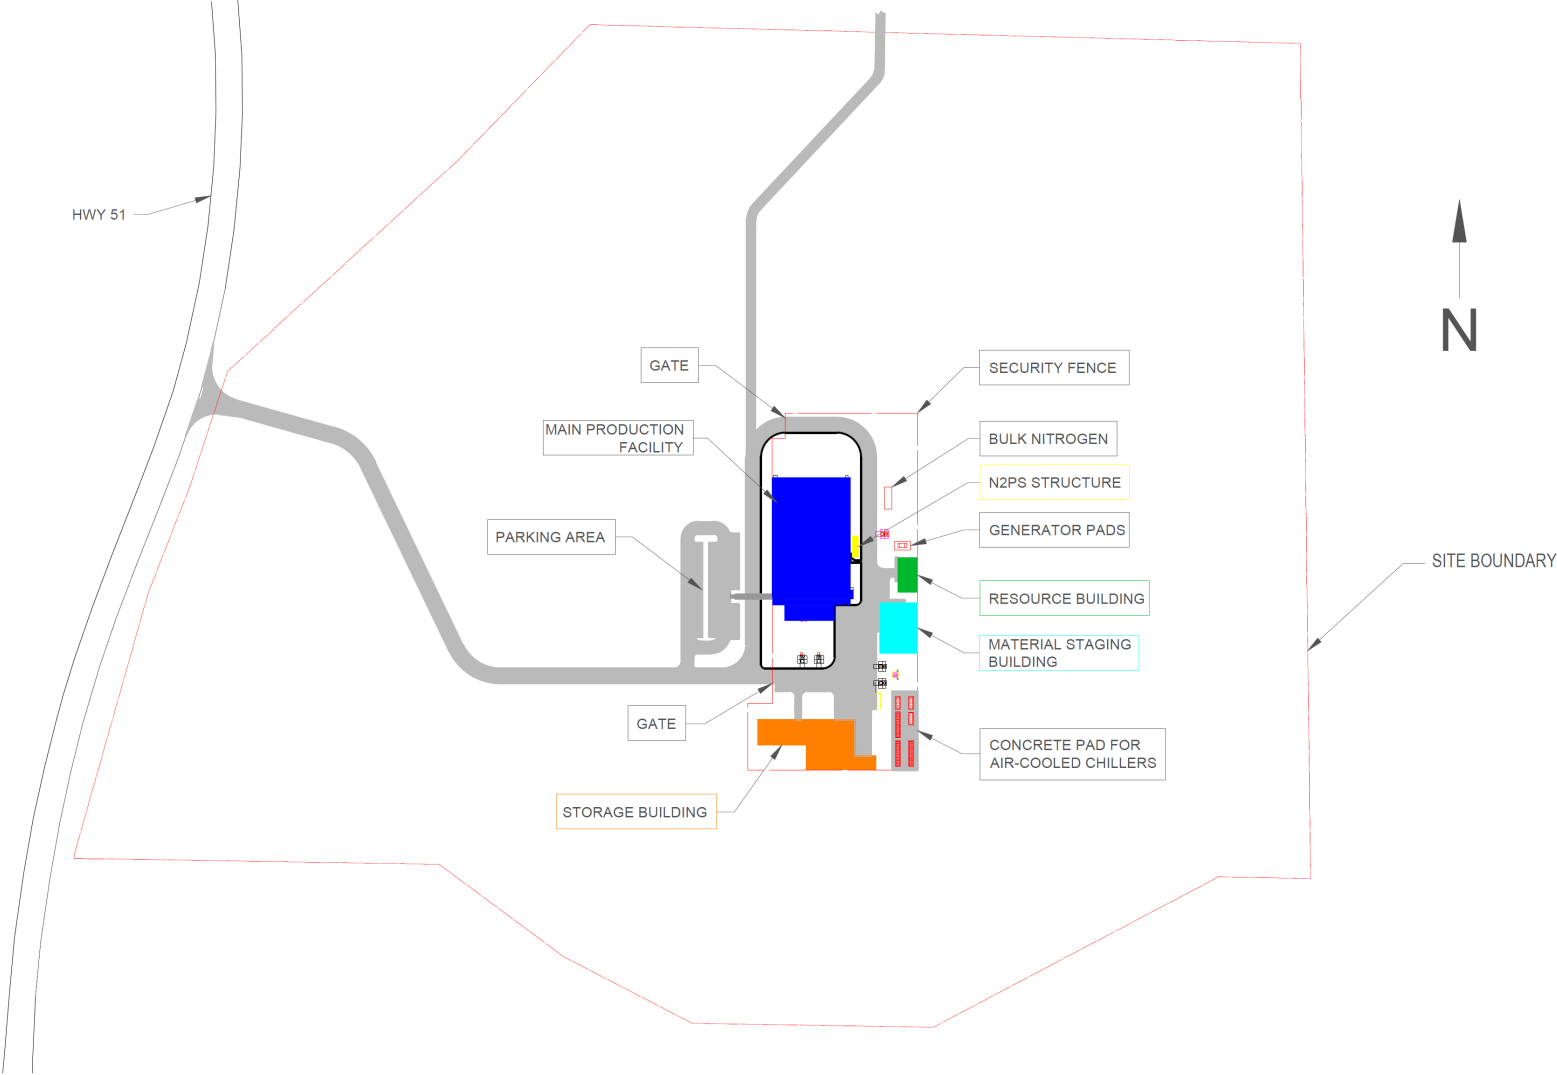 HWY 51
N
GATE
SECURITY FENCE
MAIN PRODUCTION
FACILITY
BULK NITROGEN
N2PS STRUCTURE
PARKING AREA
GENERATOR PADS
SITE BOUNDARY
RESOURCE BUILDING
MATERIAL STAGING
BUILDING
GATE
CONCRETE PAD FOR
AIR-COOLED CHILLERS
STORAGE BUILDING